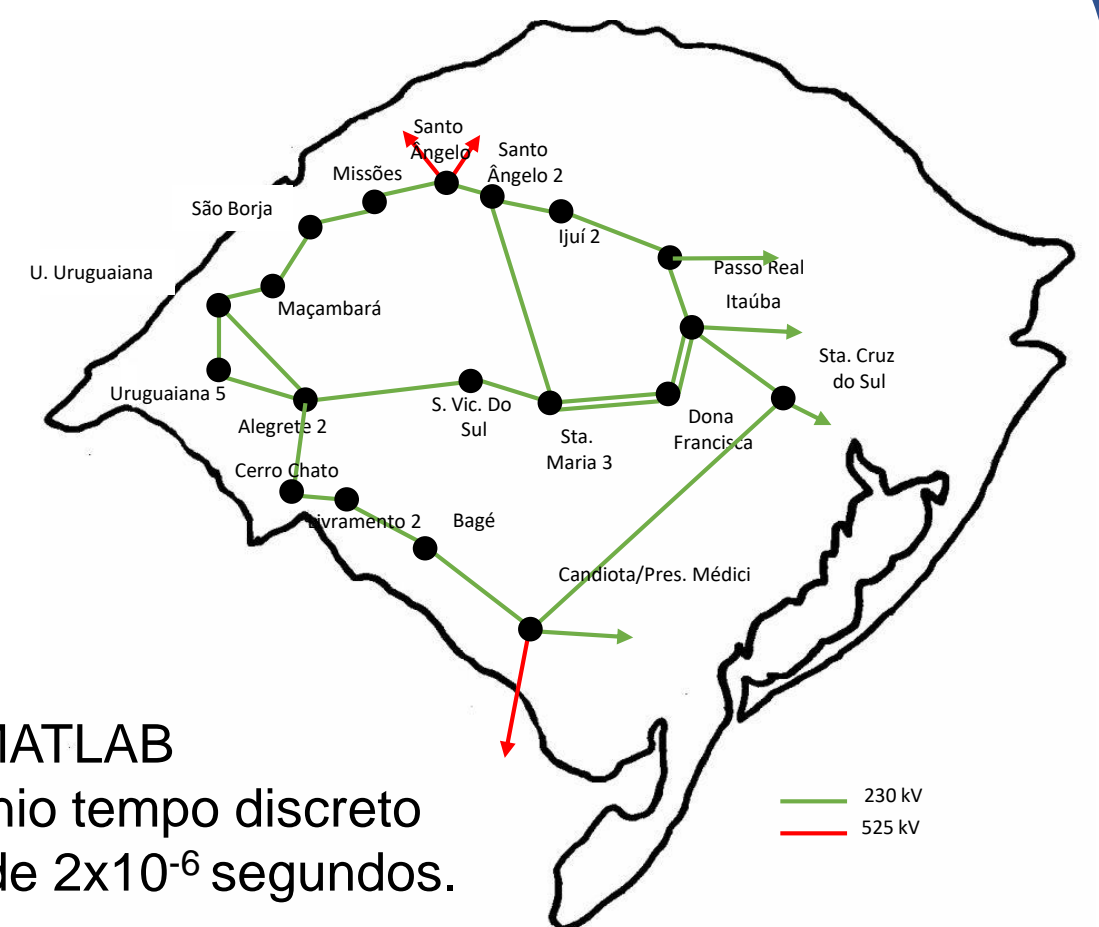 Santo
Ângelo
Santo
Ângelo 2
Missões
São Borja
Ijuí 2
U. Uruguaiana
Passo Real
Maçambará
Itaúba
Sta. Cruz
do Sul
Uruguaiana 5
S. Vic. Do
Sul
Alegrete 2
Dona
Francisca
Sta.
Maria 3
Cerro Chato
Livramento 2
Bagé
Candiota/Pres. Médici
MATLAB
nio tempo discreto
de 2x10⁻⁶ segundos.
230 kV
525 kV